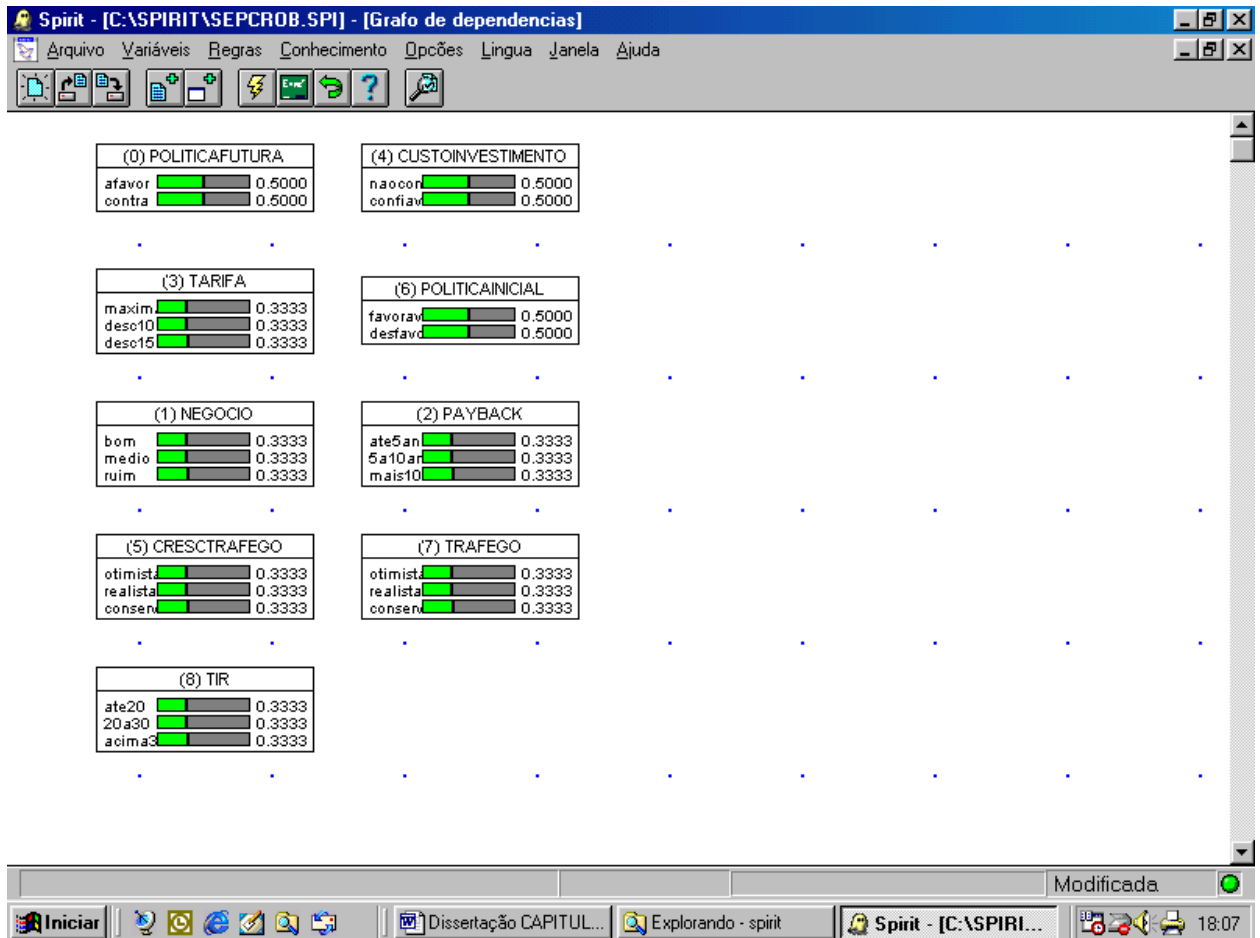 Spirit - [C:\SPIRIT\SEPCROB.SPI] - [Grafo de dependencias]
Arquivo Variáveis Regras Conhecimento Opcões Lingua Janela Ajuda
(0) POLITICAFUTURA
afavor 0.5000
contra 0.5000
(4) CUSTOINVESTIMENTO
naocon 0.5000
confiav 0.5000
(3) TARIFA
maxim 0.3333
desc10 0.3333
desc15 0.3333
(6) POLITICAINICIAL
favorav 0.5000
desfavo 0.5000
(1) NEGOCIO
bom 0.3333
medio 0.3333
ruim 0.3333
(2) PAYBACK
ate5an 0.3333
5a10an 0.3333
mais10 0.3333
(5) CRESCTRAFEGO
otimista 0.3333
realista 0.3333
conserv 0.3333
(7) TRAFEGO
otimista 0.3333
realista 0.3333
conserv 0.3333
(8) TIR
ate20 0.3333
20a30 0.3333
acima3 0.3333
Modificada
Iniciar Dissertação CAPITUL... Explorando - spirit Spirit - [C:\SPIRI... 18:07